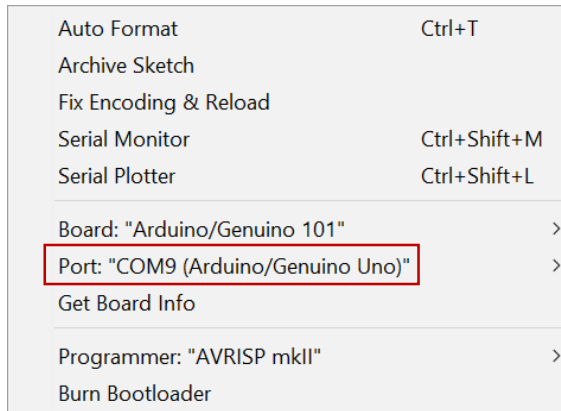 Auto Format Ctrl+T
Archive Sketch
Fix Encoding & Reload
Serial Monitor Ctrl+Shift+M
Serial Plotter Ctrl+Shift+L
Board: "Arduino/Genuino 101"
Port: "COM9 (Arduino/Genuino Uno)"
Get Board Info
Programmer: "AVRISP mkII"
Burn Bootloader